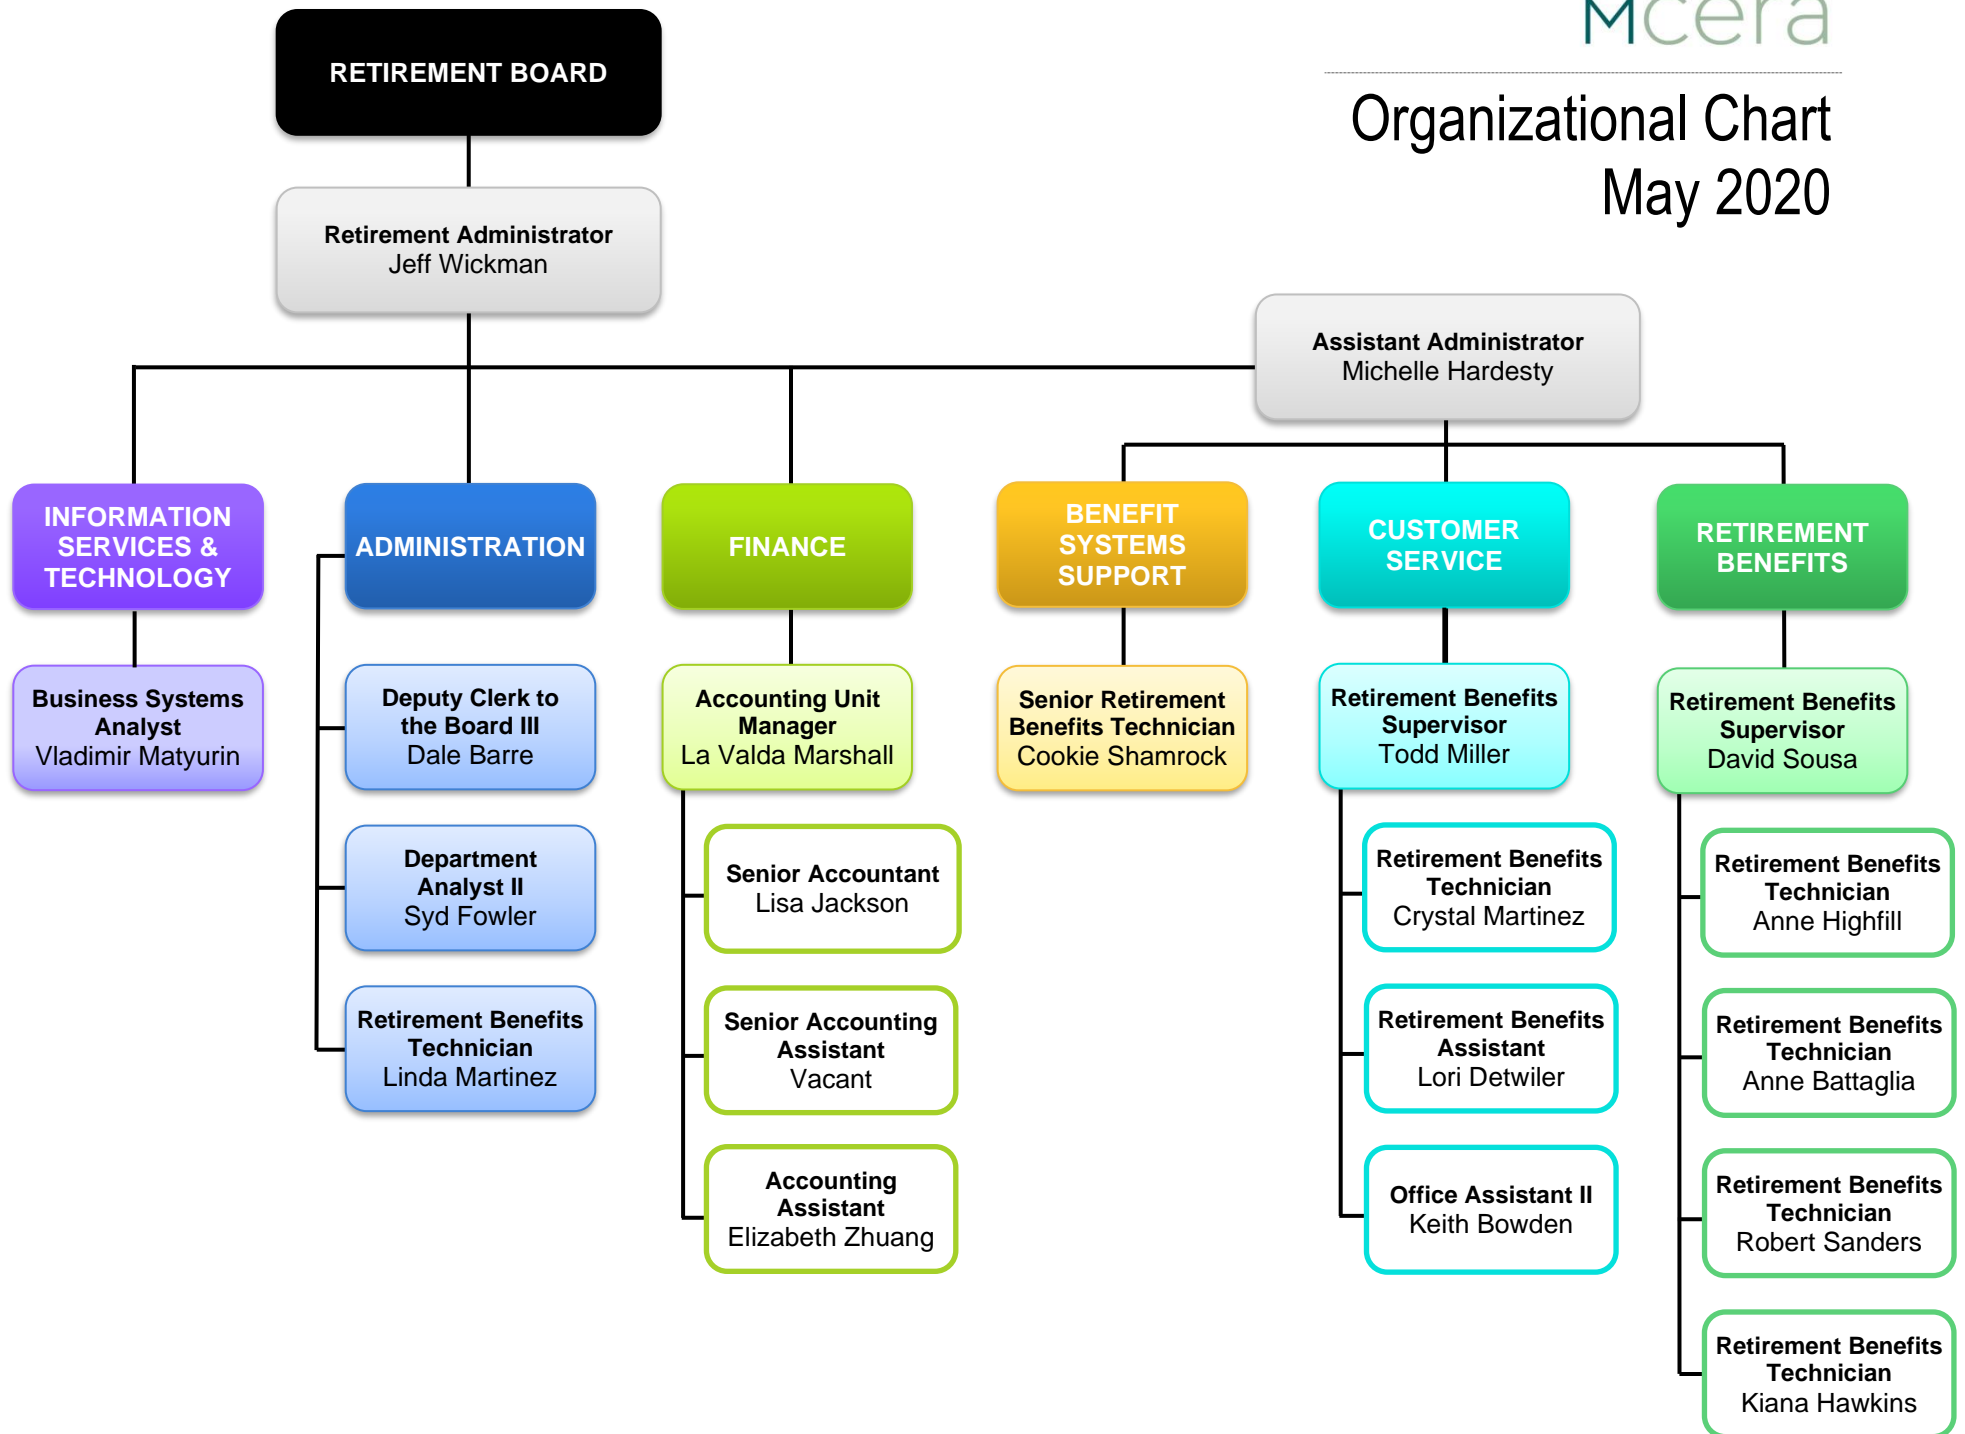 Mcera
Organizational Chart
May 2020
RETIREMENT BOARD
Retirement Administrator
Jeff Wickman
Assistant Administrator
Michelle Hardesty
INFORMATION
SERVICES &
TECHNOLOGY
Business Systems
Analyst
Vladimir Matyurin
ADMINISTRATION
Deputy Clerk to
the Board III
Dale Barre
Department
Analyst II
Syd Fowler
Retirement Benefits
Technician
Linda Martinez
FINANCE
Accounting Unit
Manager
La Valda Marshall
Senior Accountant
Lisa Jackson
Senior Accounting
Assistant
Vacant
Accounting
Assistant
Elizabeth Zhuang
BENEFIT
SYSTEMS
SUPPORT
Senior Retirement
Benefits Technician
Cookie Shamrock
CUSTOMER
SERVICE
Retirement Benefits
Supervisor
Todd Miller
Retirement Benefits
Technician
Crystal Martinez
Retirement Benefits
Assistant
Lori Detwiler
Office Assistant II
Keith Bowden
RETIREMENT
BENEFITS
Retirement Benefits
Supervisor
David Sousa
Retirement Benefits
Technician
Anne Highfill
Retirement Benefits
Technician
Anne Battaglia
Retirement Benefits
Technician
Robert Sanders
Retirement Benefits
Technician
Kiana Hawkins